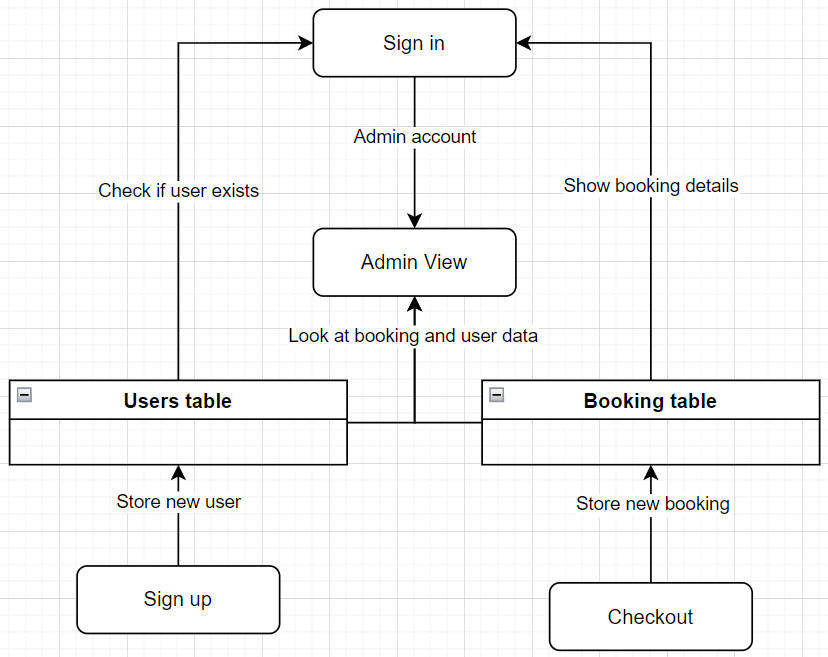 Sign in
Admin account
Check if user exists
Show booking details
Admin View
Look at booking and user data
Users table
Booking table
Store new user
Store new booking
Sign up
Checkout